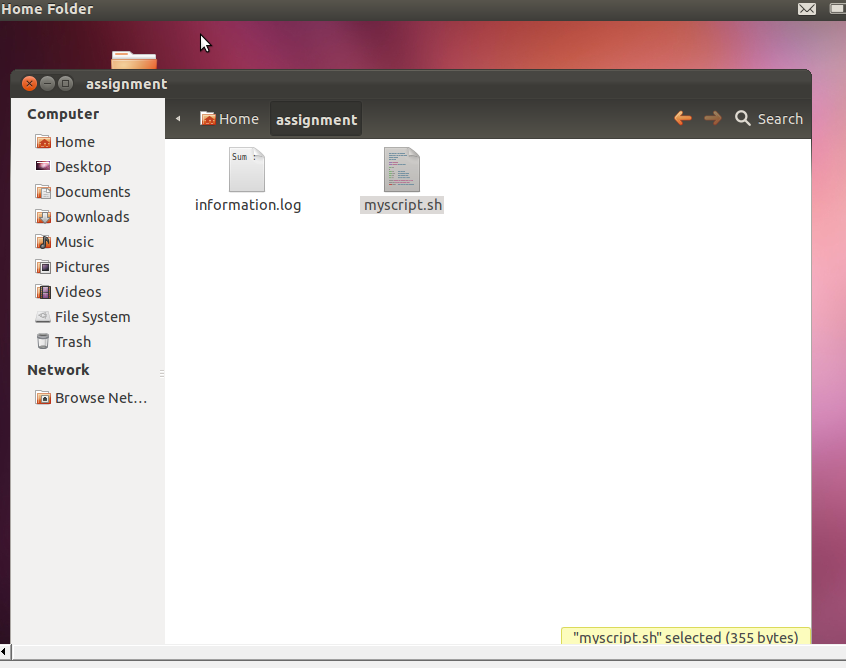 Home Folder
assignment
Computer
Home
Desktop
Documents
Downloads
Music
Pictures
Videos
File System
Trash
Network
Browse Net...
Home
assignment
Search
Sum :
information.log
myscript.sh
"myscript.sh" selected (355 bytes)